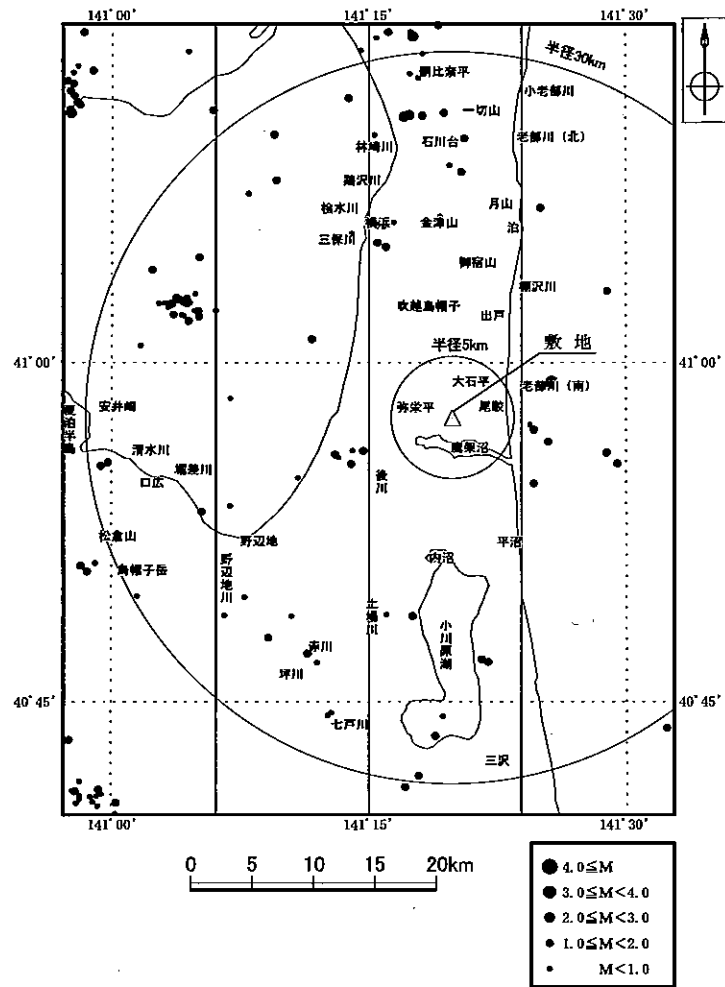 141°00′
141°15′
141°30′
半径30km
朝比奈平
小老部川
一切山
石川台
老部川(北)
林崎川
鶏沢川
桧水川
横浜
金津山
月山
泊
三保川
御宿山
棚沢川
吹越烏帽子
出戸
41°00′
41°00′
半径5km
敷地
大石平
老部川(南)
安井崎
弥栄平
尾駮
夏泊半島
清水川
堀差川
鷹架沼
口広
後川
松倉山
野辺地
平沼
烏帽子岳
野辺地川
内沼
土場川
小川原湖
赤川
坪川
40°45′
40°45′
七戸川
三沢
141°00′
141°15′
141°30′
0 5 10 15 20km
4.0≦M
3.0≦M<4.0
2.0≦M<3.0
1.0≦M<2.0
M<1.0